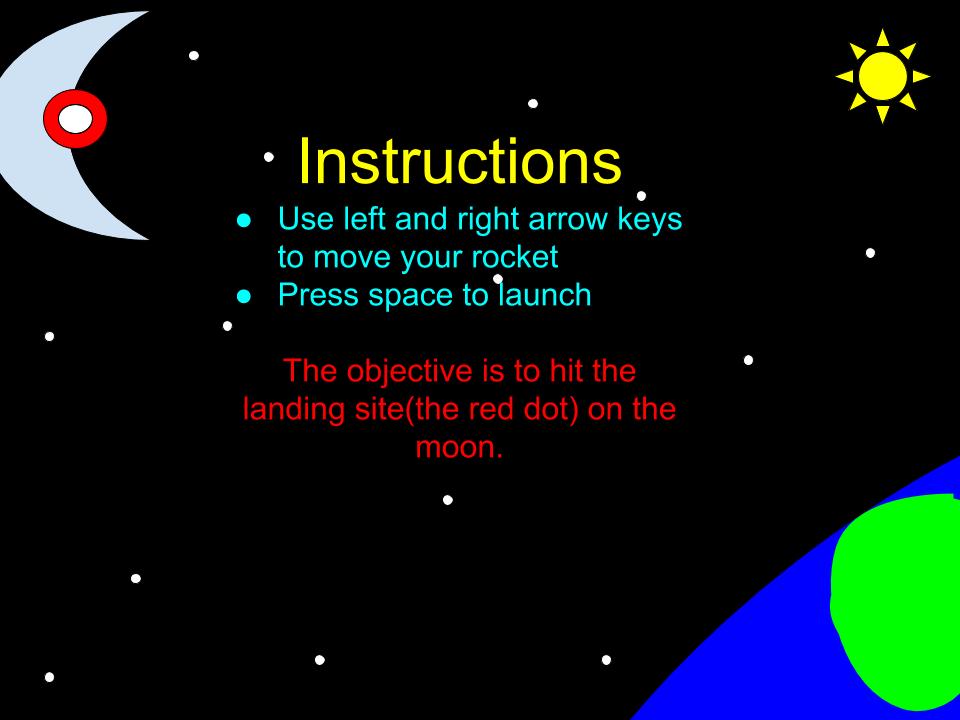 Instructions
● Use left and right arrow keys
to move your rocket
● Press space to launch
The objective is to hit the
landing site(the red dot) on the
moon.